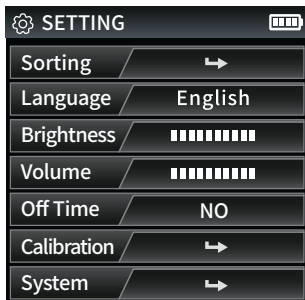 SETTING
Sorting
Language English
Brightness
Volume
Off Time NO
Calibration
System